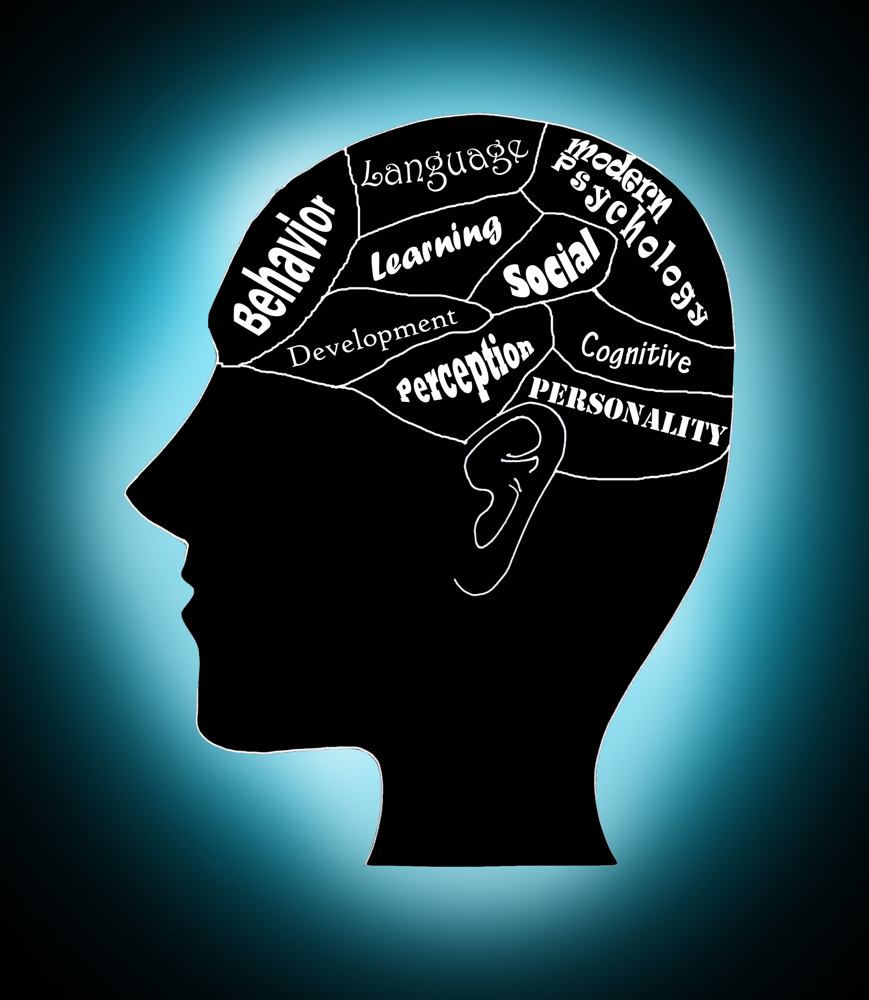 Language
modern
psychology
Behavior
Learning
Social
Development
Perception
Cognitive
PERSONALITY